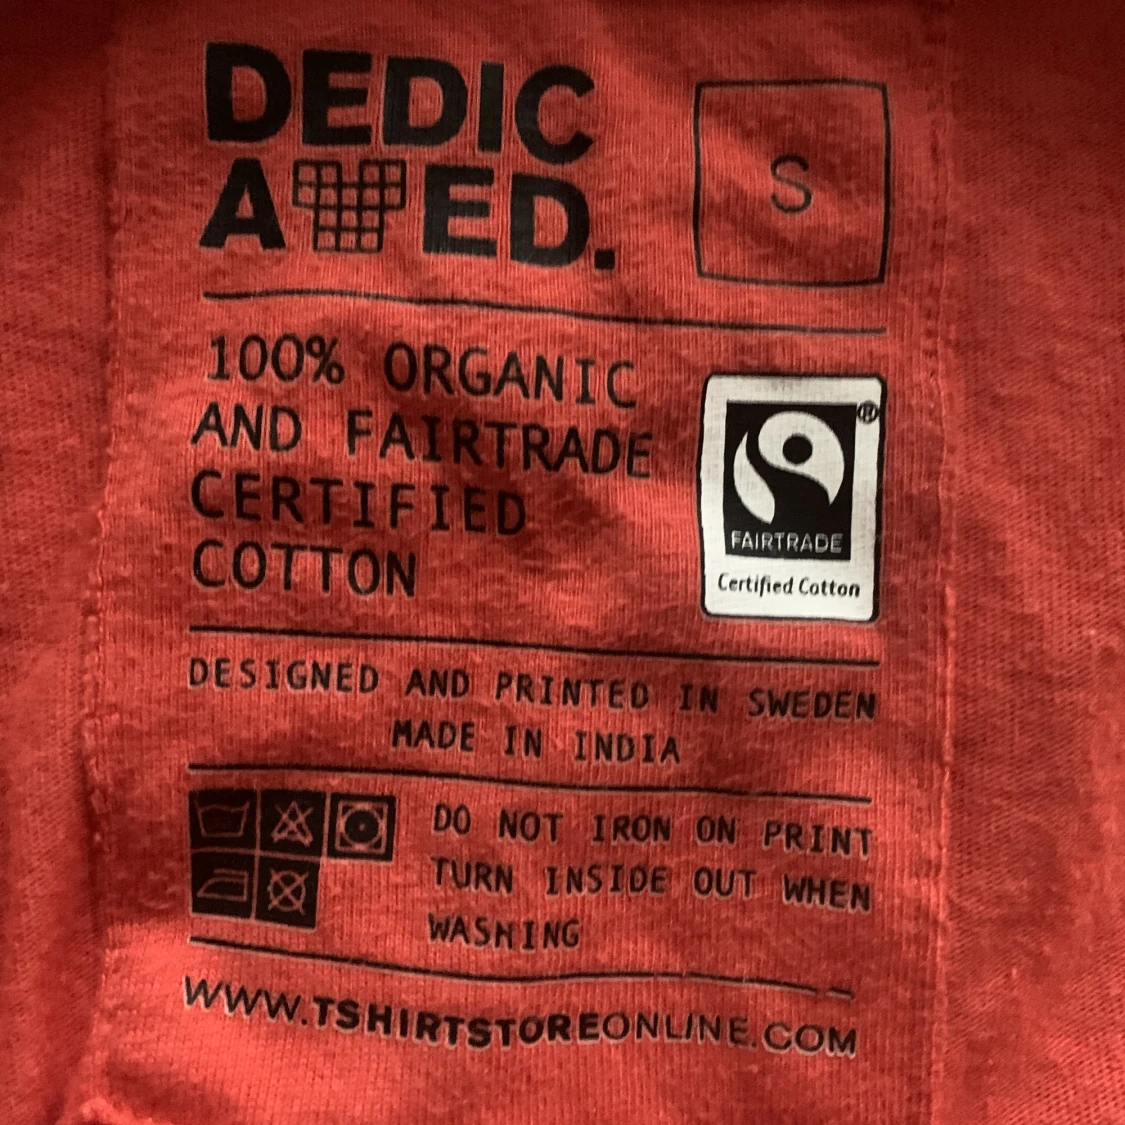 DEDIC
A ED.
S
100% ORGANIC
AND FAIRTRADE
CERTIFIED
COTTON
®
FAIRTRADE
Certified Cotton
DESIGNED AND PRINTED IN SWEDEN
MADE IN INDIA
DO NOT IRON ON PRINT
TURN INSIDE OUT WHEN
WASHING
WWW.TSHIRTSTOREONLINE.COM